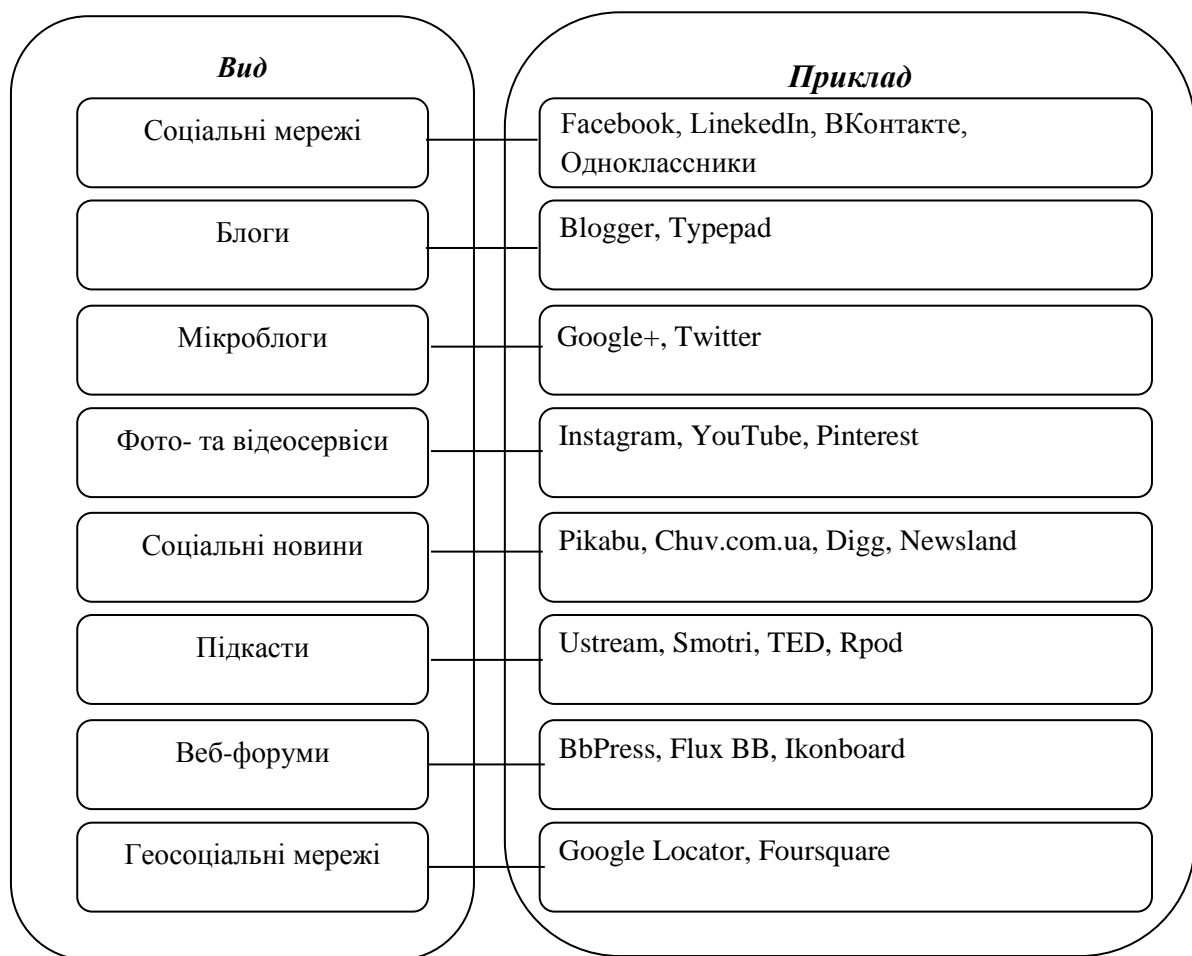 Вид
Приклад
Соціальні мережі
Facebook, LinekedIn, ВКонтакте,
Одноклассники
Блоги
Blogger, Typepad
Мікроблоги
Google+, Twitter
Фото- та відеосервіси
Instagram, YouTube, Pinterest
Соціальні новини
Pikabu, Chuv.com.ua, Digg, Newsland
Підкасти
Ustream, Smotri, TED, Rpod
Веб-форуми
BbPress, Flux BB, Ikonboard
Геосоціальні мережі
Google Locator, Foursquare